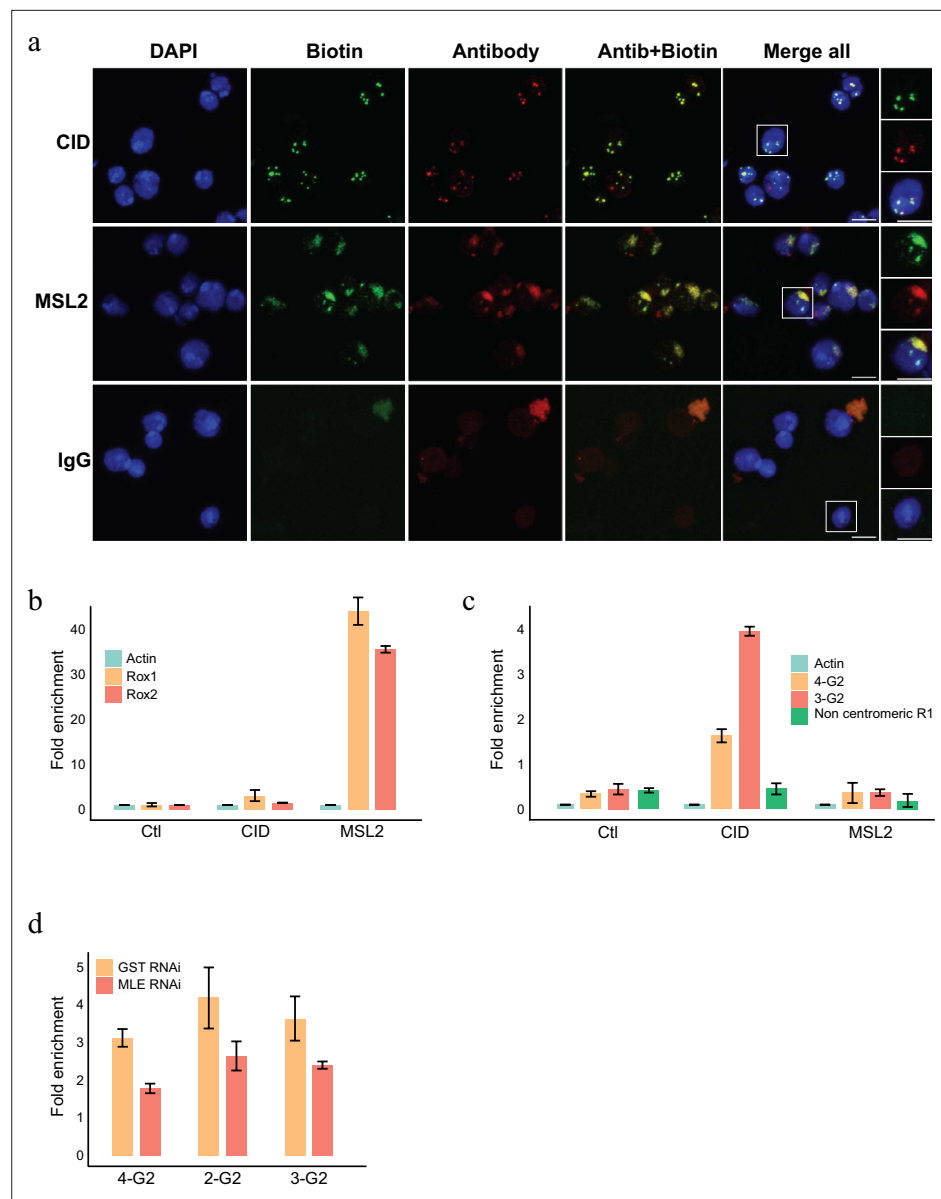 a
DAPI Biotin Antibody Antib+Biotin Merge all
CID
MSL2
IgG
b
Fold enrichment
40
30
20
10
0
Actin
Rox1
Rox2
Ctl CID MSL2
c
Fold enrichment
4
3
2
1
0
Actin
4-G2
3-G2
Non centromeric R1
Ctl CID MSL2
d
Fold enrichment
5
4
3
2
1
0
GST RNAi
MLE RNAi
4-G2 2-G2 3-G2